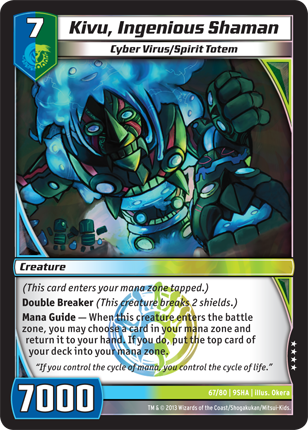 7
Kivu, Ingenious Shaman
Cyber Virus/Spirit Totem
Creature
(This card enters your mana zone tapped.)
Double Breaker (This creature breaks 2 shields.)
Mana Guide — When this creature enters the battle
zone, you may choose a card in your mana zone and
return it to your hand. If you do, put the top card of
your deck into your mana zone.
"If you control the cycle of mana, you control the cycle of life."
7000
67/80 | 9SHA | illus. Okera
TM & © 2013 Wizards of the Coast/Shogakukan/Mitsui-Kids.